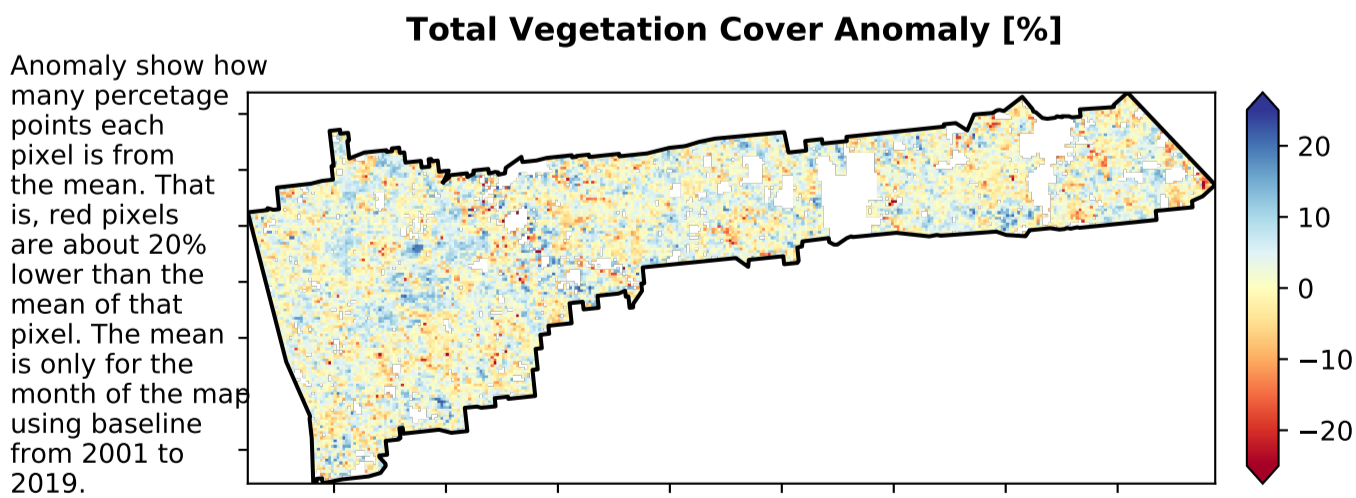 Total Vegetation Cover Anomaly [%]
Anomaly show how
many percetage
points each
pixel is from
the mean. That
is, red pixels
are about 20%
lower than the
mean of that
pixel. The mean
is only for the
month of the map
using baseline
from 2001 to
2019.
20
10
0
−10
−20